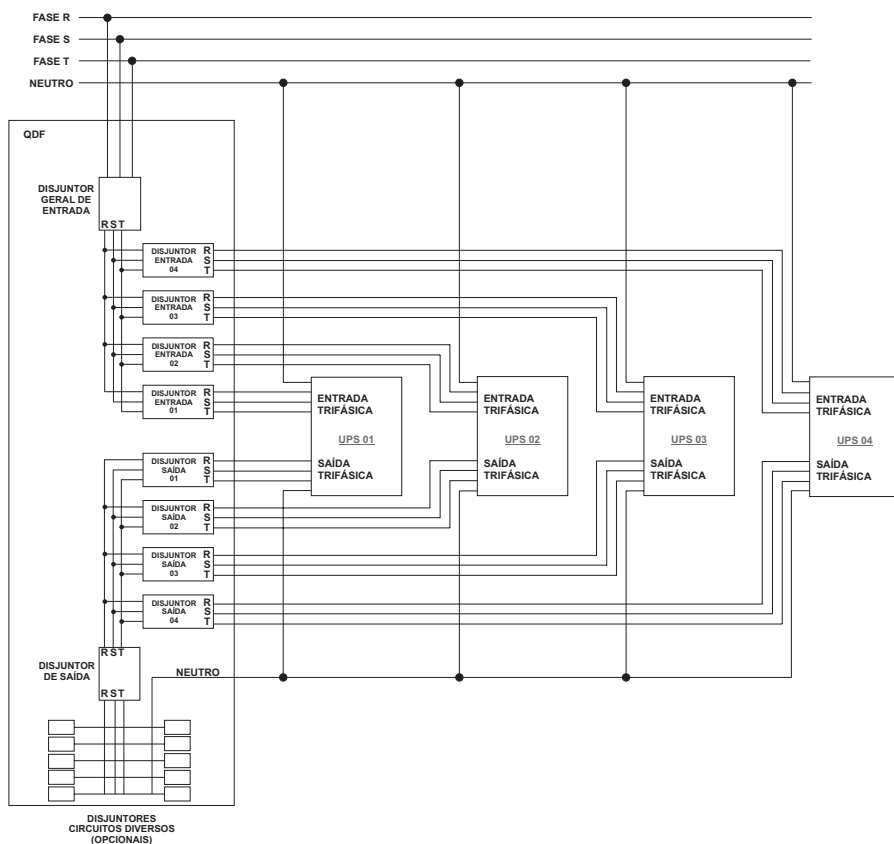 FASE R
FASE S
FASE T
NEUTRO
QDF
DISJUNTOR
GERAL DE
ENTRADA
R S T
DISJUNTOR
ENTRADA
04
R
S
T
DISJUNTOR
ENTRADA
03
R
S
T
DISJUNTOR
ENTRADA
02
R
S
T
DISJUNTOR
ENTRADA
01
R
S
T
ENTRADA
TRIFÁSICA
UPS 01
SAÍDA
TRIFÁSICA
ENTRADA
TRIFÁSICA
UPS 02
SAÍDA
TRIFÁSICA
ENTRADA
TRIFÁSICA
UPS 03
SAÍDA
TRIFÁSICA
ENTRADA
TRIFÁSICA
UPS 04
SAÍDA
TRIFÁSICA
DISJUNTOR
SAÍDA
01
R
S
T
DISJUNTOR
SAÍDA
02
R
S
T
DISJUNTOR
SAÍDA
03
R
S
T
DISJUNTOR
SAÍDA
04
R
S
T
R S T
DISJUNTOR
DE SAÍDA
R S T
NEUTRO
DISJUNTORES
CIRCUITOS DIVERSOS
(OPCIONAIS)